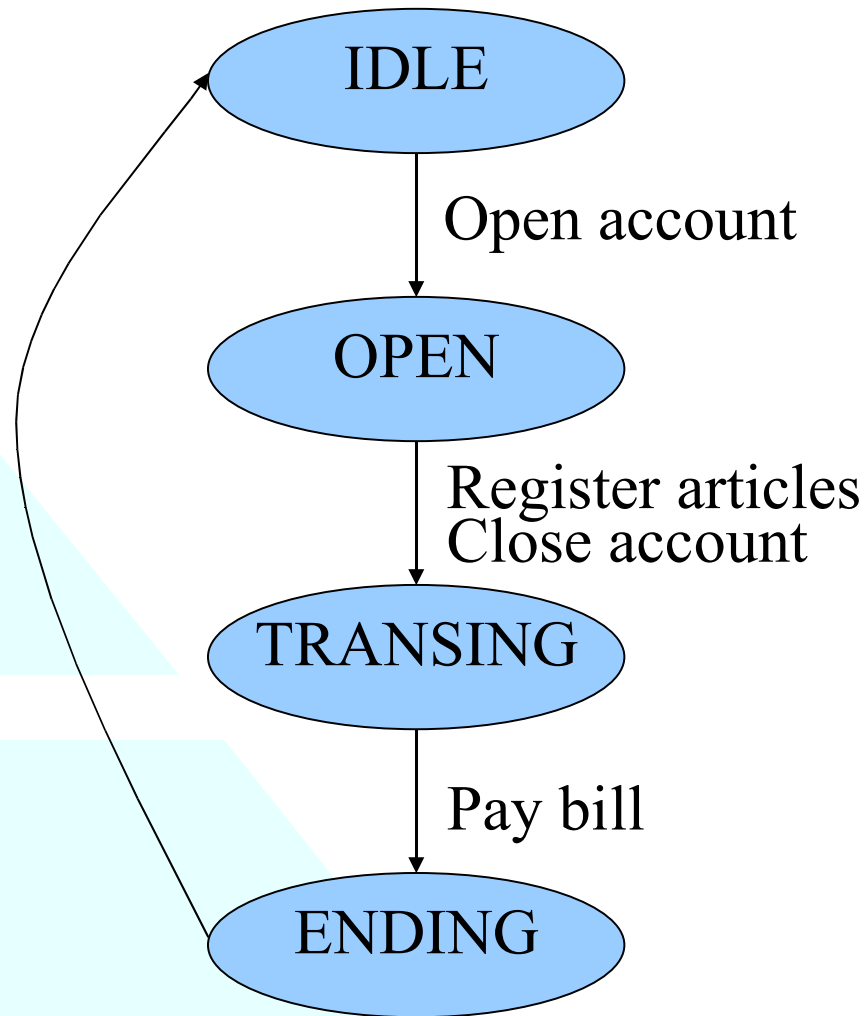 IDLE
Open account
OPEN
Register articles
Close account
TRANSING
Pay bill
ENDING